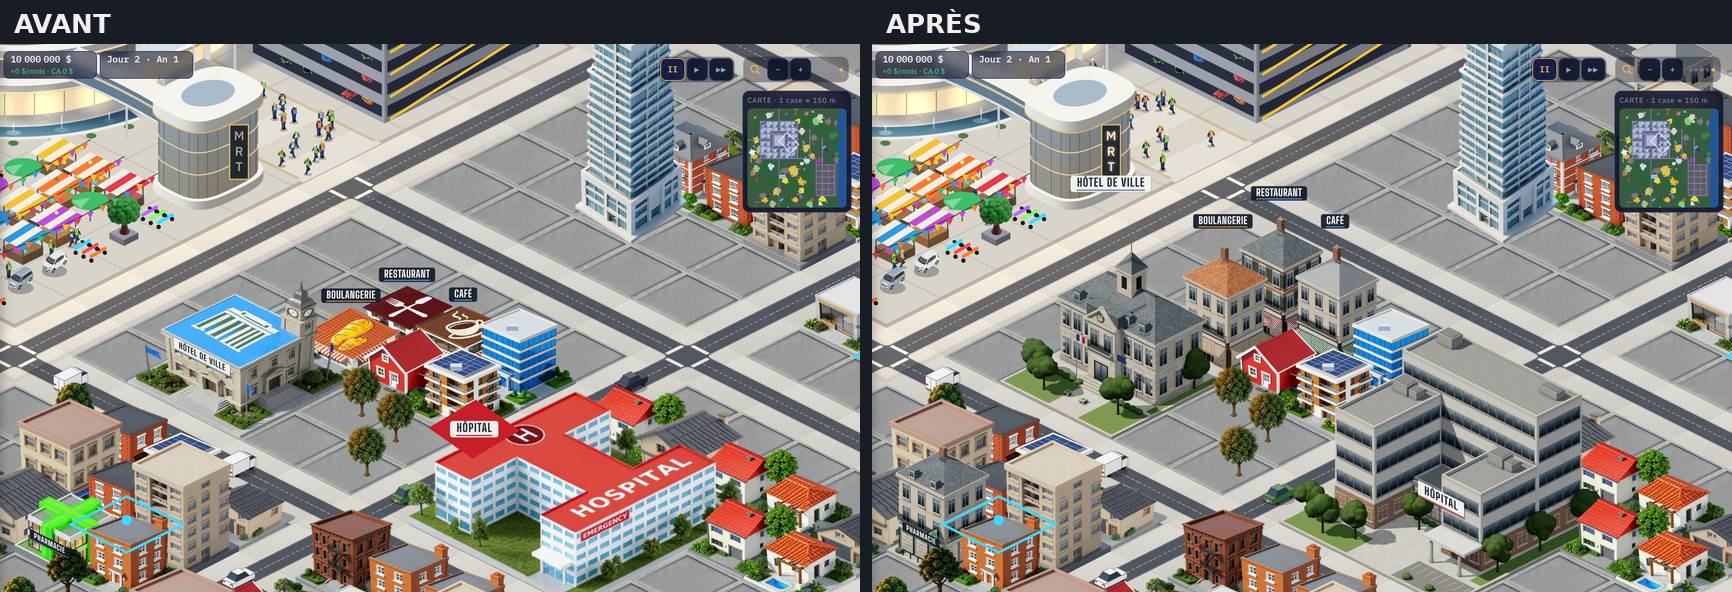 AVANT
10 000 000 $
+0 $/mois · CA 0 $
Jour 2 · An 1
CARTE · 1 case ≈ 150 m
MRT
RESTAURANT
BOULANGERIE
CAFÉ
HÔTEL DE VILLE
HÔPITAL
H
HOSPITAL
EMERGENCY
PHARMACIE
APRÈS
10 000 000 $
+0 $/mois · CA 0 $
Jour 2 · An 1
CARTE · 1 case ≈ 150 m
MRT
HÔTEL DE VILLE
RESTAURANT
BOULANGERIE
CAFÉ
HÔPITAL
PHARMACIE